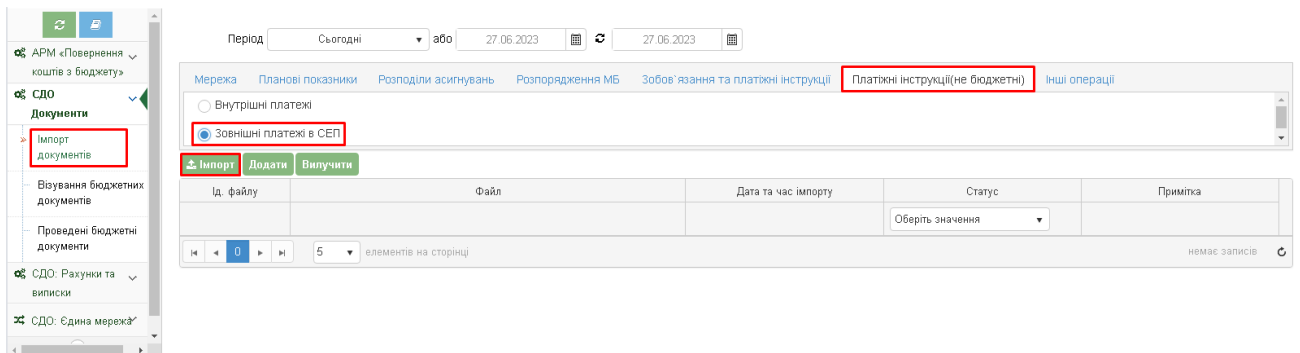 АРМ «Повернення
коштів з бюджету»
СДО
Документи
Імпорт
документів
Візування бюджетних
документів
Проведені бюджетні
документи
СДО: Рахунки та
виписки
СДО: Єдина мережа
Період Сьогодні або 27.06.2023 27.06.2023
Мережа Планові показники Розподіли асигнувань Розпорядження МБ Зобов'язання та платіжні інструкції Платіжні інструкції(не бюджетні) Інші операції
Внутрішні платежі
Зовнішні платежі в СЕП
Імпорт Додати Вилучити
Ід. файлу Файл Дата та час імпорту Статус Примітка
Оберіть значення
0 5 елементів на сторінці немає записів